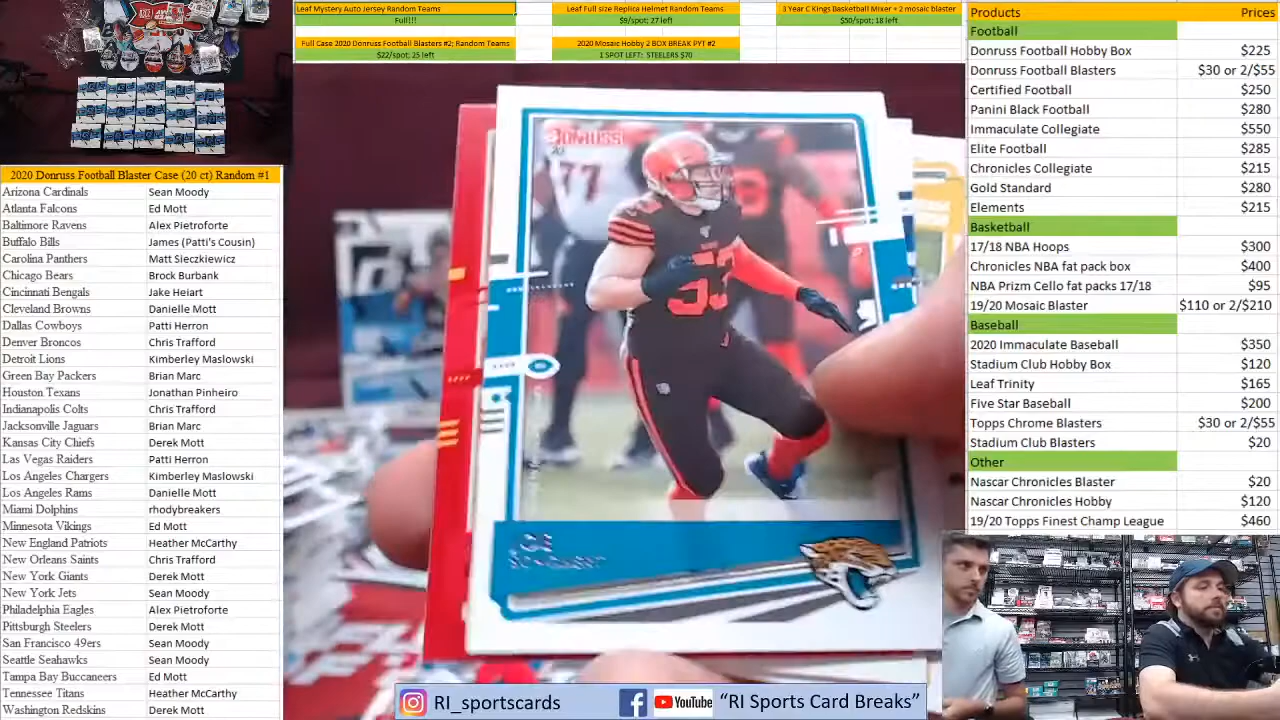 Leaf Mystery Auto Jersey Random Teams
Full!!!
Leaf Full size Replica Helmet Random Teams
$9/spot; 27 left
3 Year C Kings Basketball Mixer + 2 mosaic blaster
$50/spot; 18 left
Full Case 2020 Donruss Football Blasters #2; Random Teams
$22/spot; 25 left
2020 Mosaic Hobby 2 BOX BREAK PYT #2
1 SPOT LEFT: STEELERS $70
2020 Donruss Football Blaster Case (20 ct) Random #1
Arizona Cardinals Sean Moody
Atlanta Falcons Ed Mott
Baltimore Ravens Alex Pietroforte
Buffalo Bills James (Patti's Cousin)
Carolina Panthers Matt Sieczkiewicz
Chicago Bears Brock Burbank
Cincinnati Bengals Jake Heiart
Cleveland Browns Danielle Mott
Dallas Cowboys Patti Herron
Denver Broncos Chris Trafford
Detroit Lions Kimberley Maslowski
Green Bay Packers Brian Marc
Houston Texans Jonathan Pinheiro
Indianapolis Colts Chris Trafford
Jacksonville Jaguars Brian Marc
Kansas City Chiefs Derek Mott
Las Vegas Raiders Patti Herron
Los Angeles Chargers Kimberley Maslowski
Los Angeles Rams Danielle Mott
Miami Dolphins rhodybreakers
Minnesota Vikings Ed Mott
New England Patriots Heather McCarthy
New Orleans Saints Chris Trafford
New York Giants Derek Mott
New York Jets Sean Moody
Philadelphia Eagles Alex Pietroforte
Pittsburgh Steelers Derek Mott
San Francisco 49ers Sean Moody
Seattle Seahawks Sean Moody
Tampa Bay Buccaneers Ed Mott
Tennessee Titans Heather McCarthy
Washington Redskins Derek Mott
DONRUSS
77
53
Products Prices
Football
Donruss Football Hobby Box $225
Donruss Football Blasters $30 or 2/$55
Certified Football $250
Panini Black Football $280
Immaculate Collegiate $550
Elite Football $285
Chronicles Collegiate $215
Gold Standard $280
Elements $215
Basketball
17/18 NBA Hoops $300
Chronicles NBA fat pack box $400
NBA Prizm Cello fat packs 17/18 $95
19/20 Mosaic Blaster $110 or 2/$210
Baseball
2020 Immaculate Baseball $350
Stadium Club Hobby Box $120
Leaf Trinity $165
Five Star Baseball $200
Topps Chrome Blasters $30 or 2/$55
Stadium Club Blasters $20
Other
Nascar Chronicles Blaster $20
Nascar Chronicles Hobby $120
19/20 Topps Finest Champ League $460
RI_sportscards
YouTube "RI Sports Card Breaks"